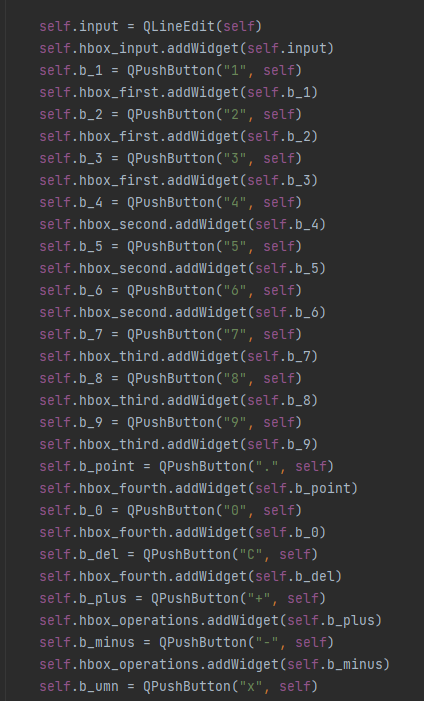 self.input = QLineEdit(self)
self.hbox_input.addWidget(self.input)
self.b_1 = QPushButton("1", self)
self.hbox_first.addWidget(self.b_1)
self.b_2 = QPushButton("2", self)
self.hbox_first.addWidget(self.b_2)
self.b_3 = QPushButton("3", self)
self.hbox_first.addWidget(self.b_3)
self.b_4 = QPushButton("4", self)
self.hbox_second.addWidget(self.b_4)
self.b_5 = QPushButton("5", self)
self.hbox_second.addWidget(self.b_5)
self.b_6 = QPushButton("6", self)
self.hbox_second.addWidget(self.b_6)
self.b_7 = QPushButton("7", self)
self.hbox_third.addWidget(self.b_7)
self.b_8 = QPushButton("8", self)
self.hbox_third.addWidget(self.b_8)
self.b_9 = QPushButton("9", self)
self.hbox_third.addWidget(self.b_9)
self.b_point = QPushButton(".", self)
self.hbox_fourth.addWidget(self.b_point)
self.b_0 = QPushButton("0", self)
self.hbox_fourth.addWidget(self.b_0)
self.b_del = QPushButton("C", self)
self.hbox_fourth.addWidget(self.b_del)
self.b_plus = QPushButton("+", self)
self.hbox_operations.addWidget(self.b_plus)
self.b_minus = QPushButton("-", self)
self.hbox_operations.addWidget(self.b_minus)
self.b_umn = QPushButton("x", self)